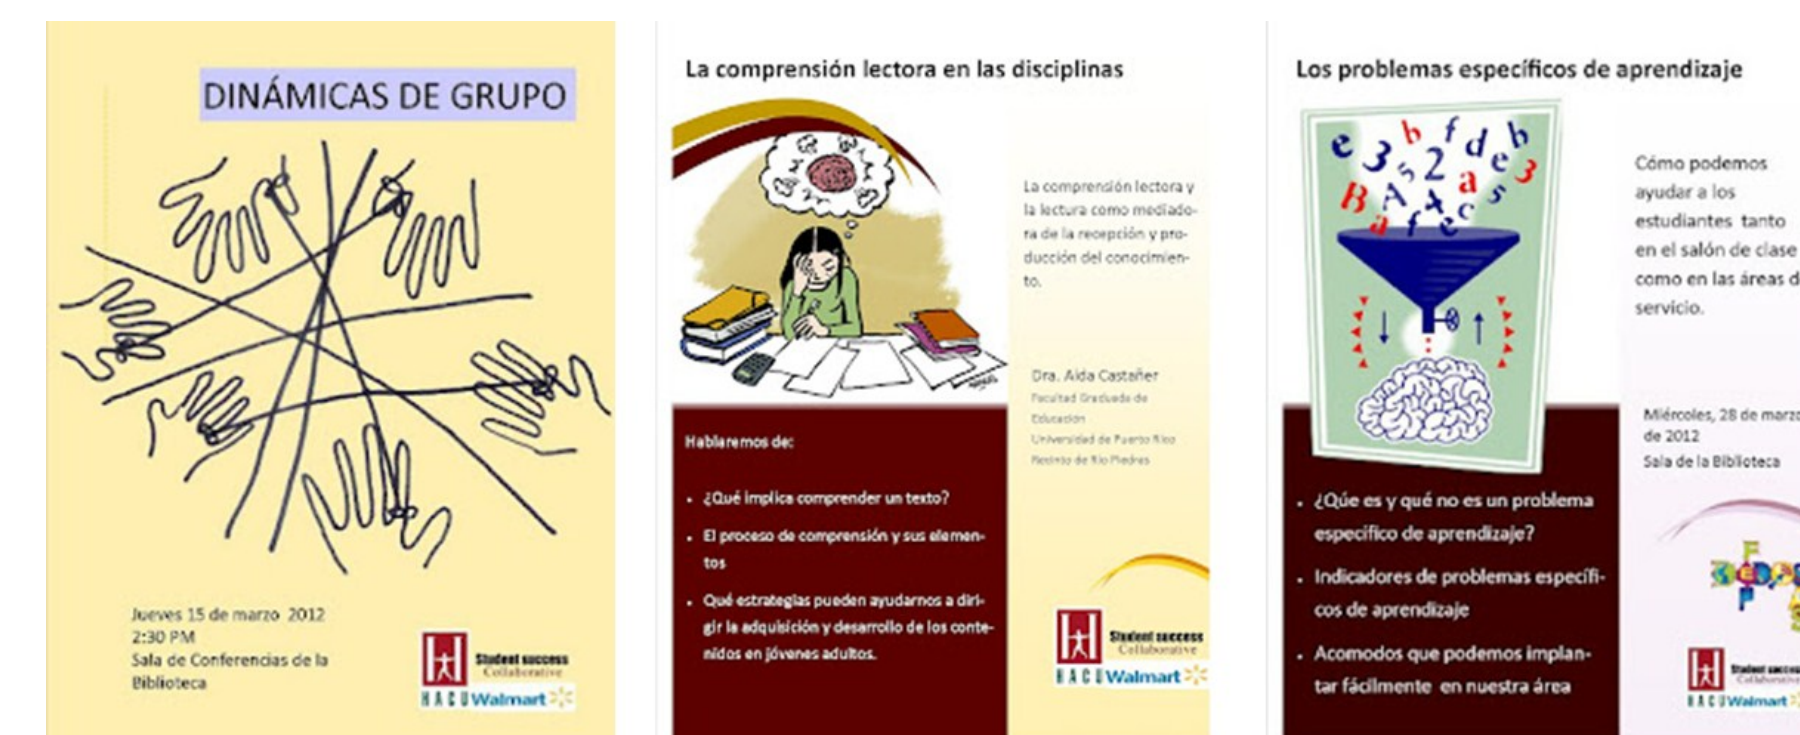 DINÁMICAS DE GRUPO
Jueves 15 de marzo 2012
2:30 PM
Sala de Conferencias de la
Biblioteca
Student success
Collaborative
HACU Walmart
La comprensión lectora en las disciplinas
La comprensión lectora y
la lectura como mediado-
ra de la recepción y pro-
ducción del conocimien-
to.
Dra. Aida Castañer
Facultad Graduada de
Educación
Universidad de Puerto Rico
Recinto de Río Piedras
Hablaremos de:
• ¿Qué implica comprender un texto?
• El proceso de comprensión y sus elemen-
tos
• Qué estrategias pueden ayudarnos a diri-
gir la adquisición y desarrollo de los conte-
nidos en jóvenes adultos.
Student success
Collaborative
HACU Walmart
Los problemas específicos de aprendizaje
e 3 b f d b
A s 2 e 3
B A 4 a s
a f e c
Cómo podemos
ayudar a los
estudiantes tanto
en el salón de clase
como en las áreas d
servicio.
Miércoles, 28 de marzo
de 2012
Sala de la Biblioteca
• ¿Qúe es y qué no es un problema
específico de aprendizaje?
• Indicadores de problemas específi-
cos de aprendizaje
• Acomodos que podemos implan-
tar fácilmente en nuestra área
Student success
Collaborative
HACU Walmart